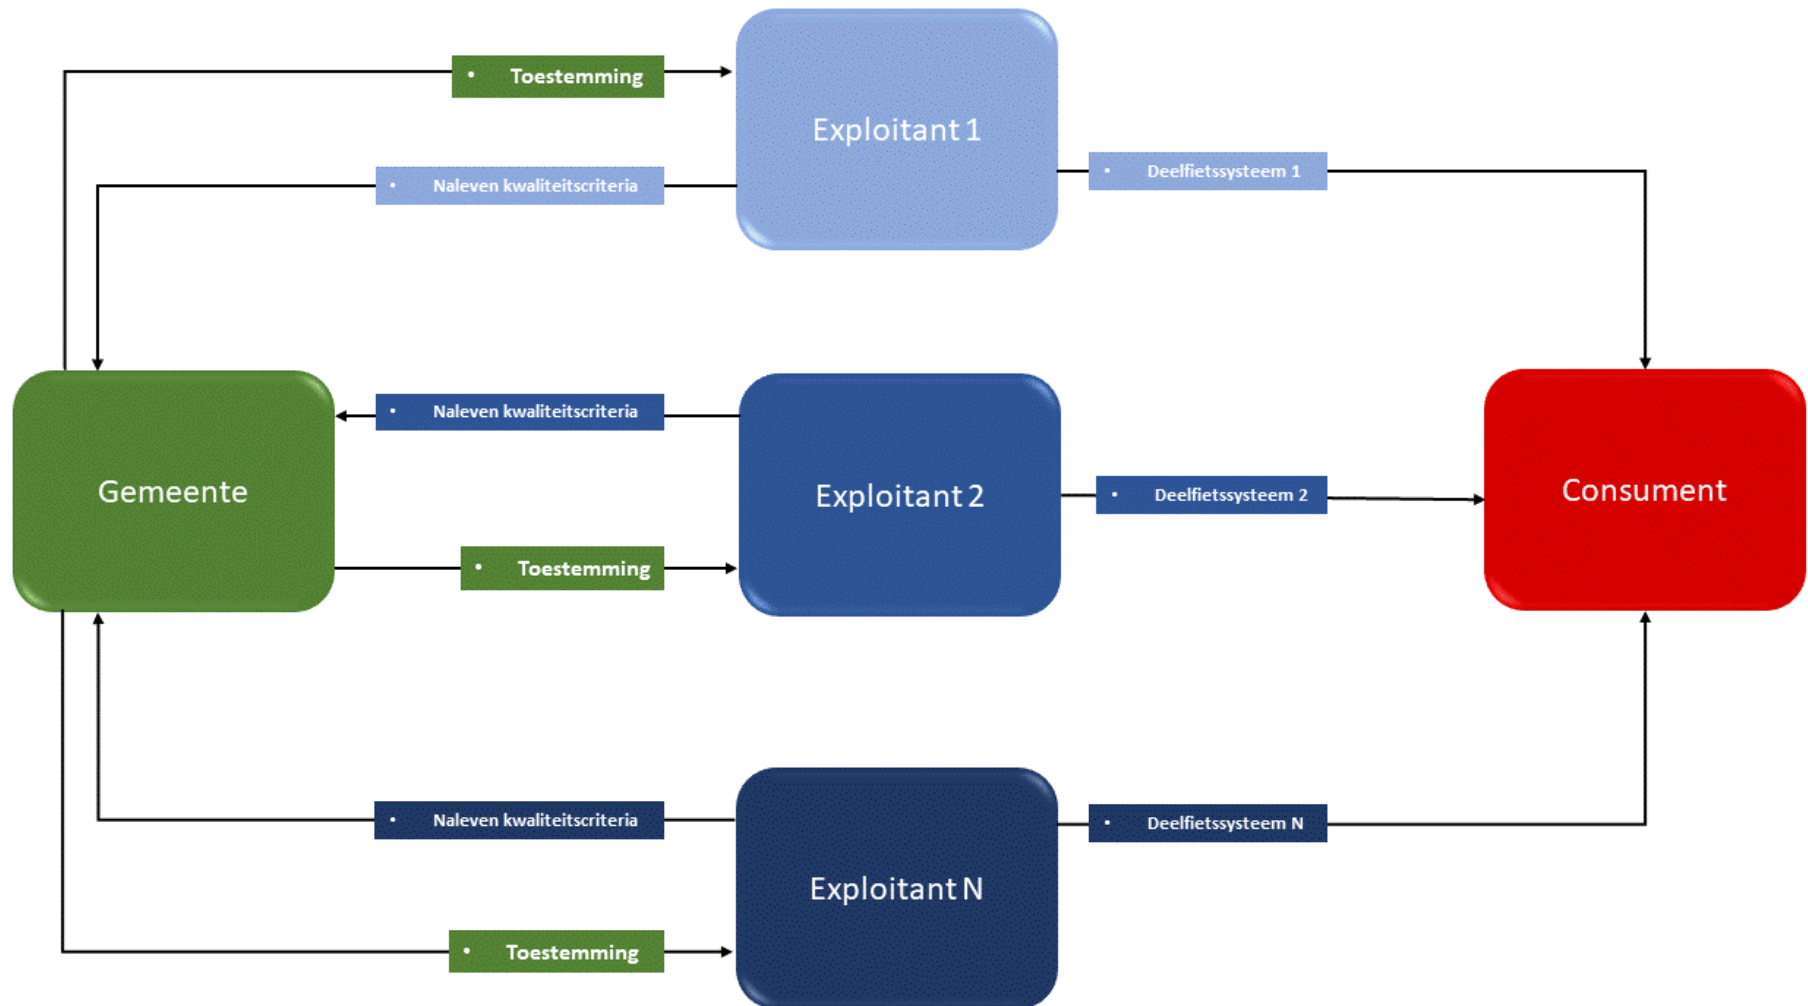 • Toestemming
Exploitant 1
• Naleven kwaliteitscriteria
• Deelfietssysteem 1
• Naleven kwaliteitscriteria
Gemeente
Exploitant 2
• Deelfietssysteem 2
Consument
• Toestemming
• Naleven kwaliteitscriteria
• Deelfietssysteem N
Exploitant N
• Toestemming